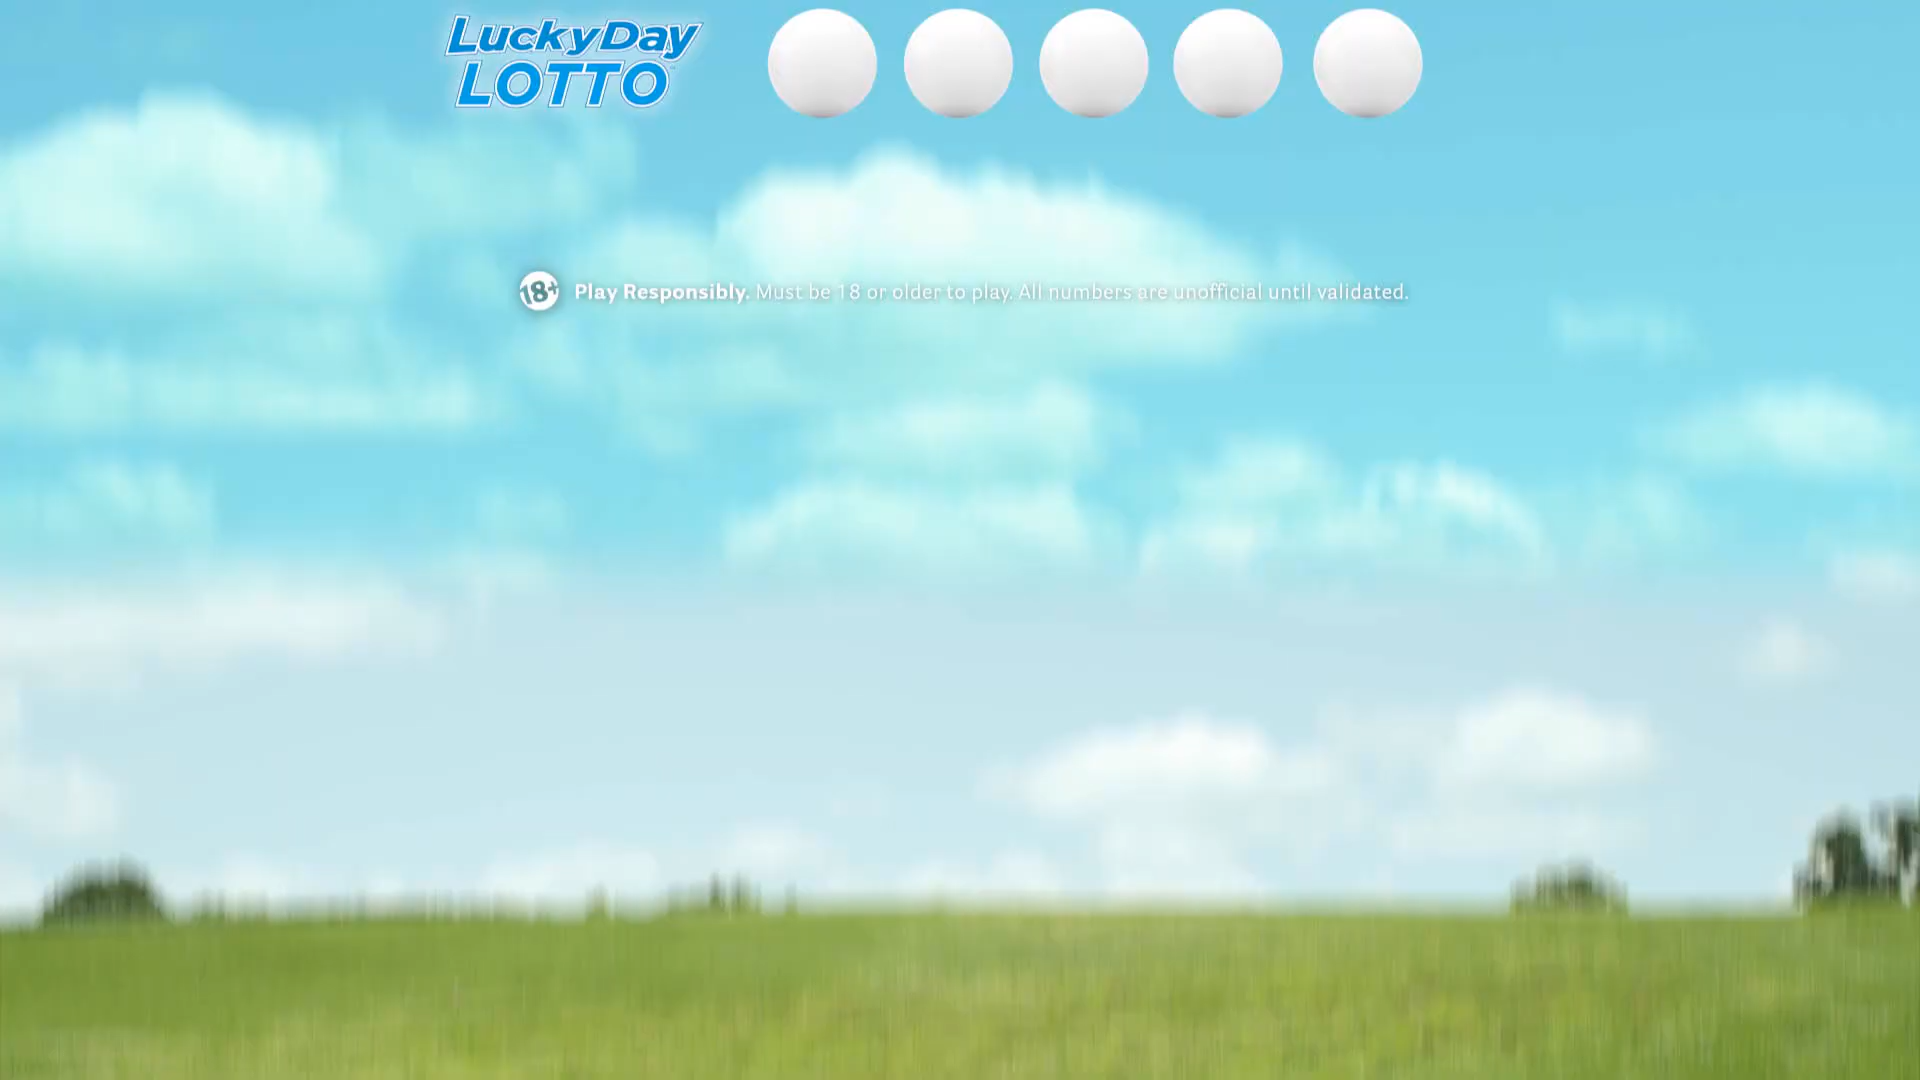 LuckyDay
LOTTO
18+ Play Responsibly. Must be 18 or older to play. All numbers are unofficial until validated.